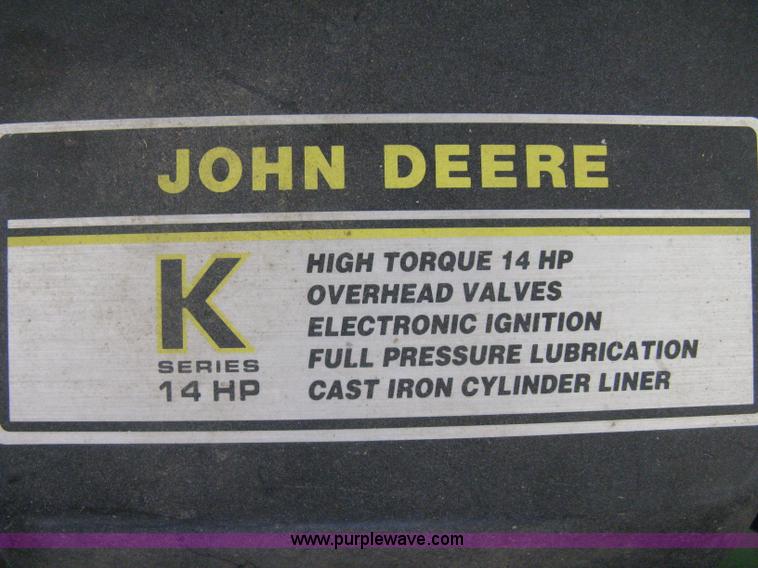 JOHN DEERE
K
SERIES
14 HP
HIGH TORQUE 14 HP
OVERHEAD VALVES
ELECTRONIC IGNITION
FULL PRESSURE LUBRICATION
CAST IRON CYLINDER LINER
www.purplewave.com